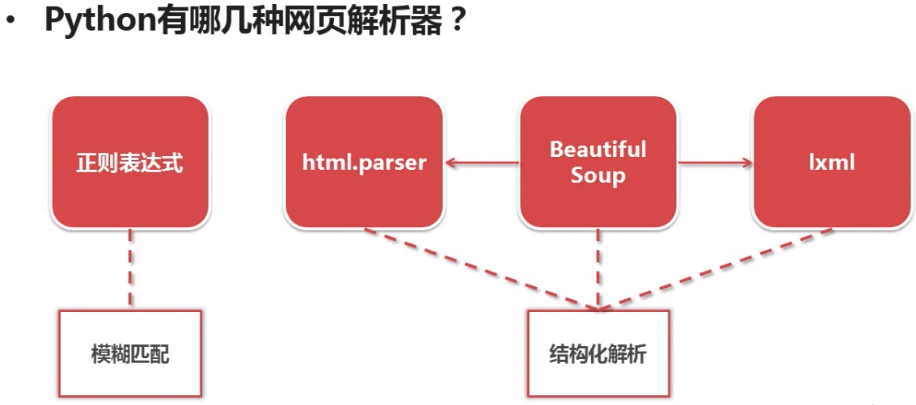 • Python有哪几种网页解析器？
正则表达式
html.parser
Beautiful
Soup
lxml
模糊匹配
结构化解析